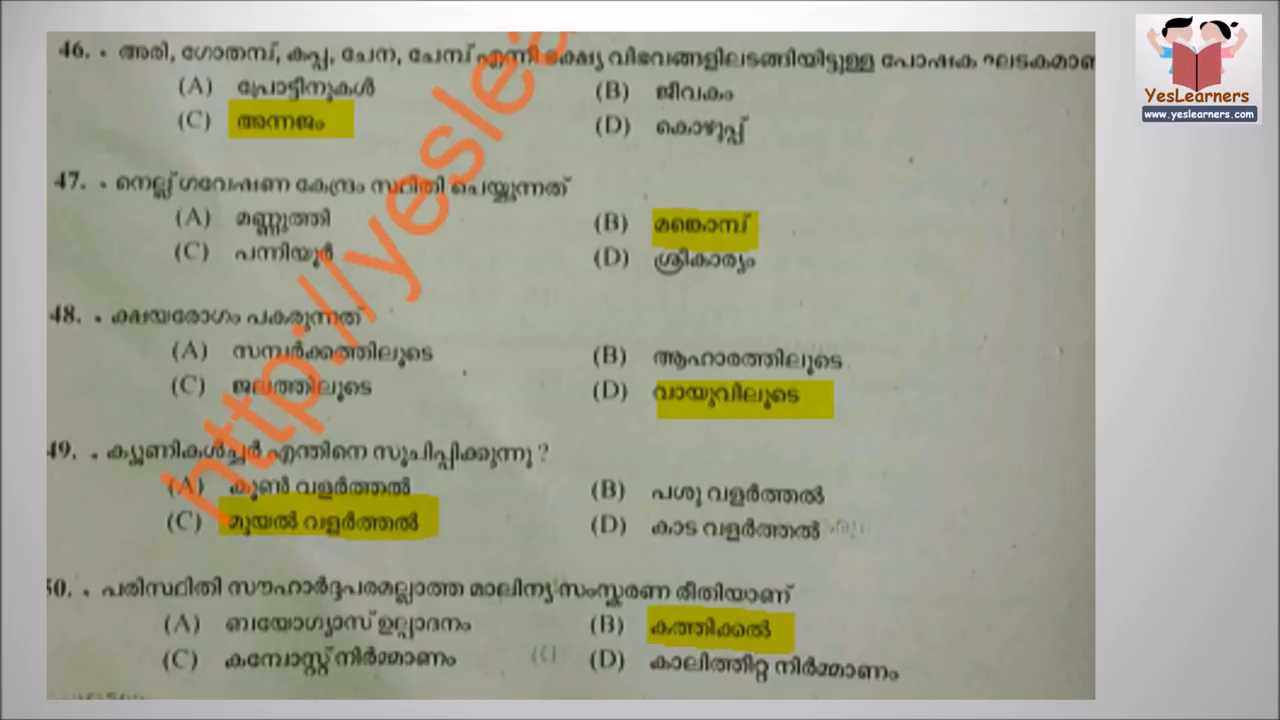 YesLearners
www.yeslearners.com
46. . അരി, ഗോതമ്പ്, കപ്പ, ചേന, ചേമ്പ് എന്നീ ഭക്ഷ്യ വിഭവങ്ങളിലടങ്ങിയിട്ടുള്ള പോഷക ഘടകമാണ്
(A) പ്രോട്ടീനുകൾ (B) ജീവകം
(C) അന്നജം (D) കൊഴുപ്പ്
47. . നെല്ല് ഗവേഷണ കേന്ദ്രം സ്ഥിതി ചെയ്യുന്നത്
(A) മണ്ണുത്തി (B) മങ്കൊമ്പ്
(C) പന്നിയൂർ (D) ശ്രീകാര്യം
48. . ക്ഷയരോഗം പകരുന്നത്
(A) സമ്പർക്കത്തിലൂടെ (B) ആഹാരത്തിലൂടെ
(C) ജലത്തിലൂടെ (D) വായുവിലൂടെ
49. . ക്യൂണികൾച്ചർ എന്തിനെ സൂചിപ്പിക്കുന്നു ?
(A) കൂൺ വളർത്തൽ (B) പശു വളർത്തൽ
(C) മുയൽ വളർത്തൽ (D) കാട വളർത്തൽ
50. . പരിസ്ഥിതി സൗഹാർദ്ദപരമല്ലാത്ത മാലിന്യ സംസ്കരണ രീതിയാണ്
(A) ബയോഗ്യാസ് ഉല്പാദനം (B) കത്തിക്കൽ
(C) കമ്പോസ്റ്റ് നിർമ്മാണം (D) കാലിത്തീറ്റ നിർമ്മാണം
http://yeslea